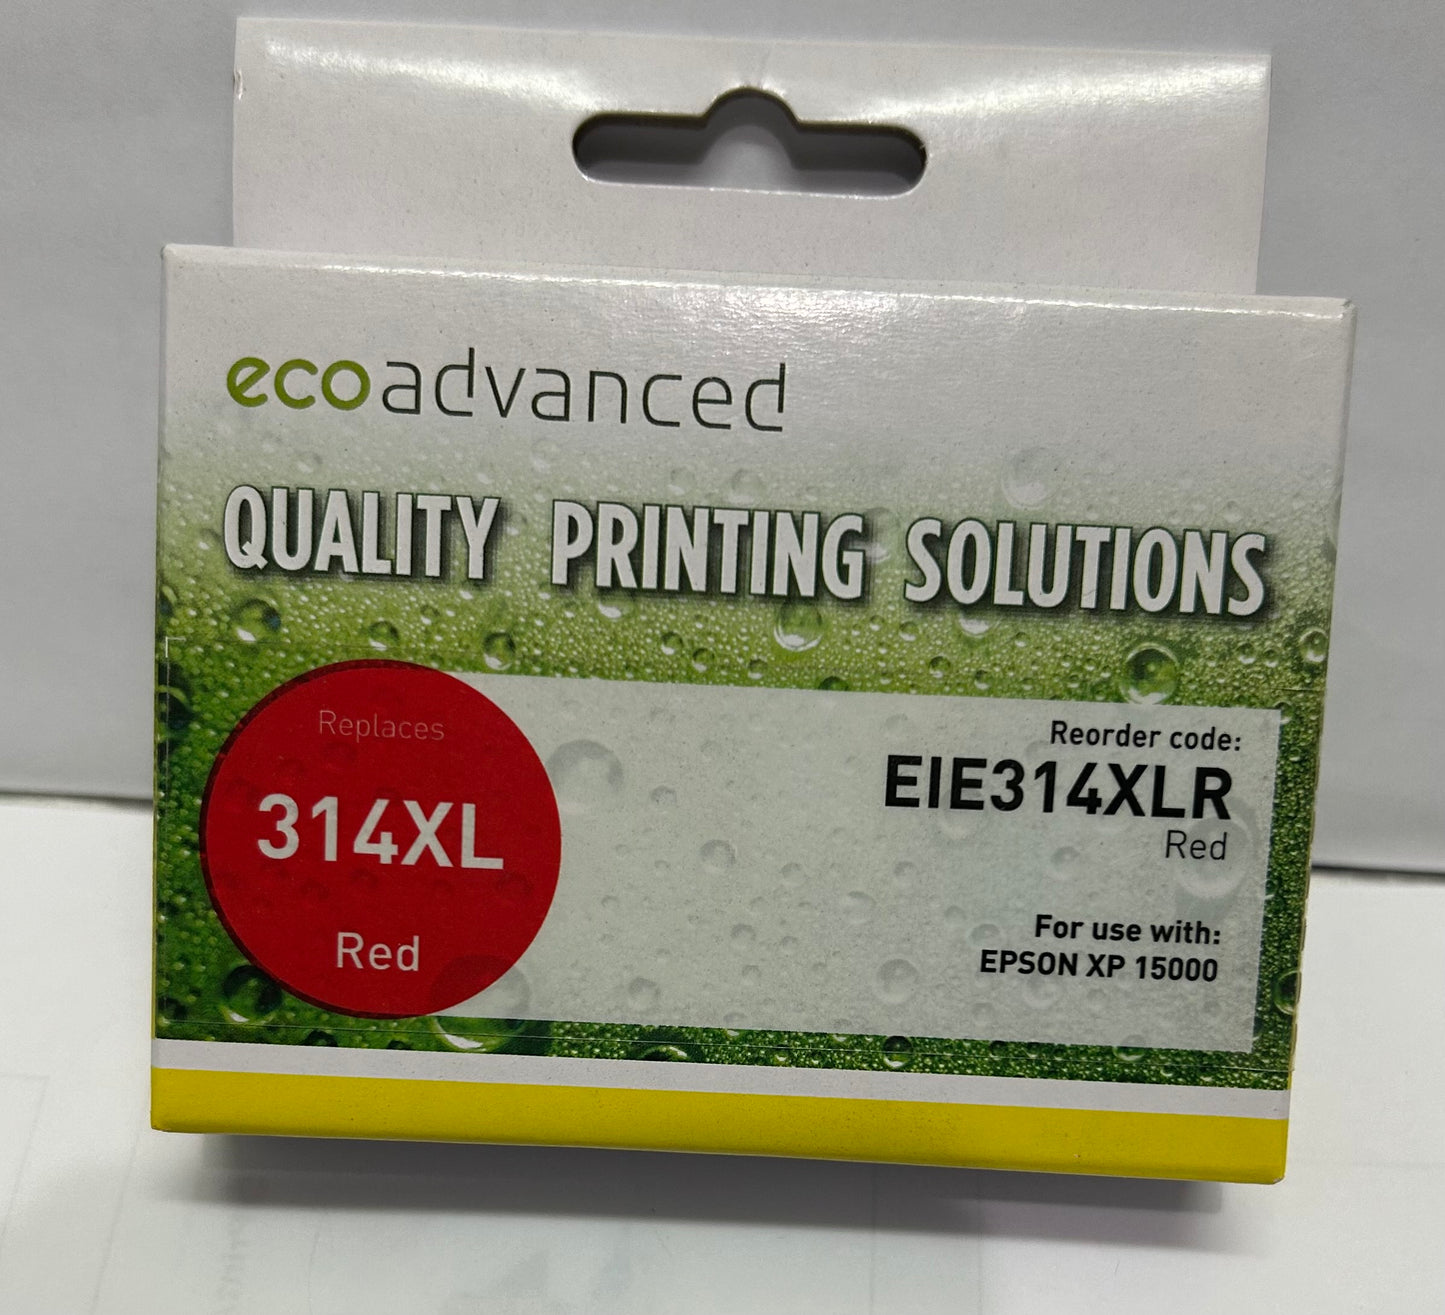 ecoadvanced
QUALITY PRINTING SOLUTIONS
Replaces
314XL
Red
Reorder code:
EIE314XLR
Red
For use with:
EPSON XP 15000